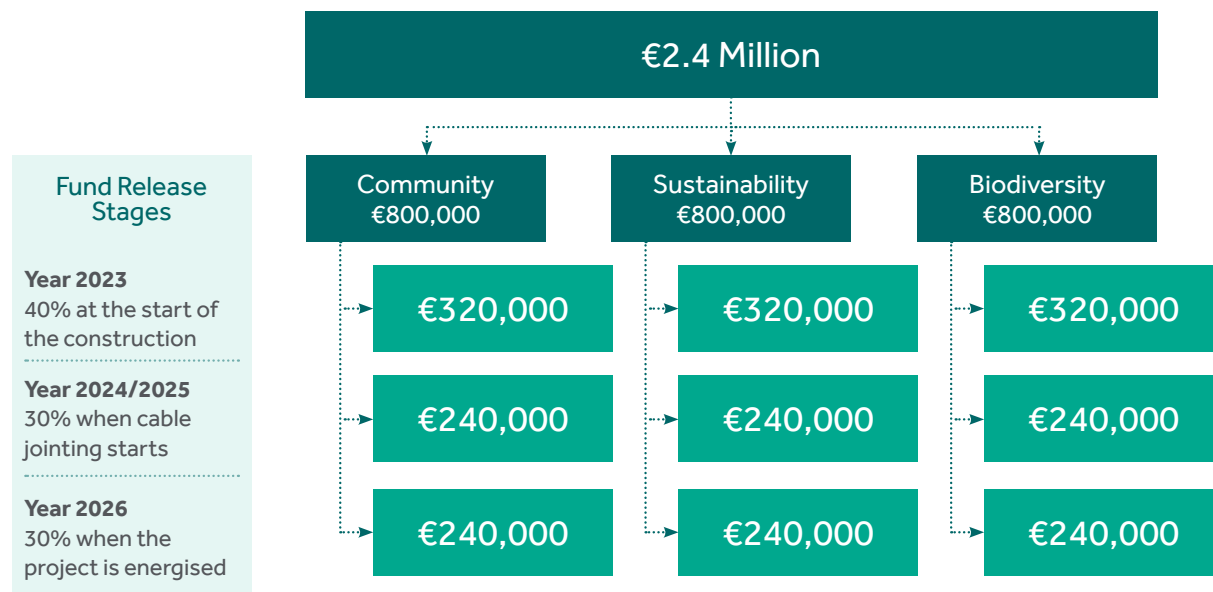 €2.4 Million
Community
€800,000
Sustainability
€800,000
Biodiversity
€800,000
Fund Release
Stages
Year 2023
40% at the start of
the construction
€320,000
€320,000
€320,000
Year 2024/2025
30% when cable
jointing starts
€240,000
€240,000
€240,000
Year 2026
30% when the
project is energised
€240,000
€240,000
€240,000